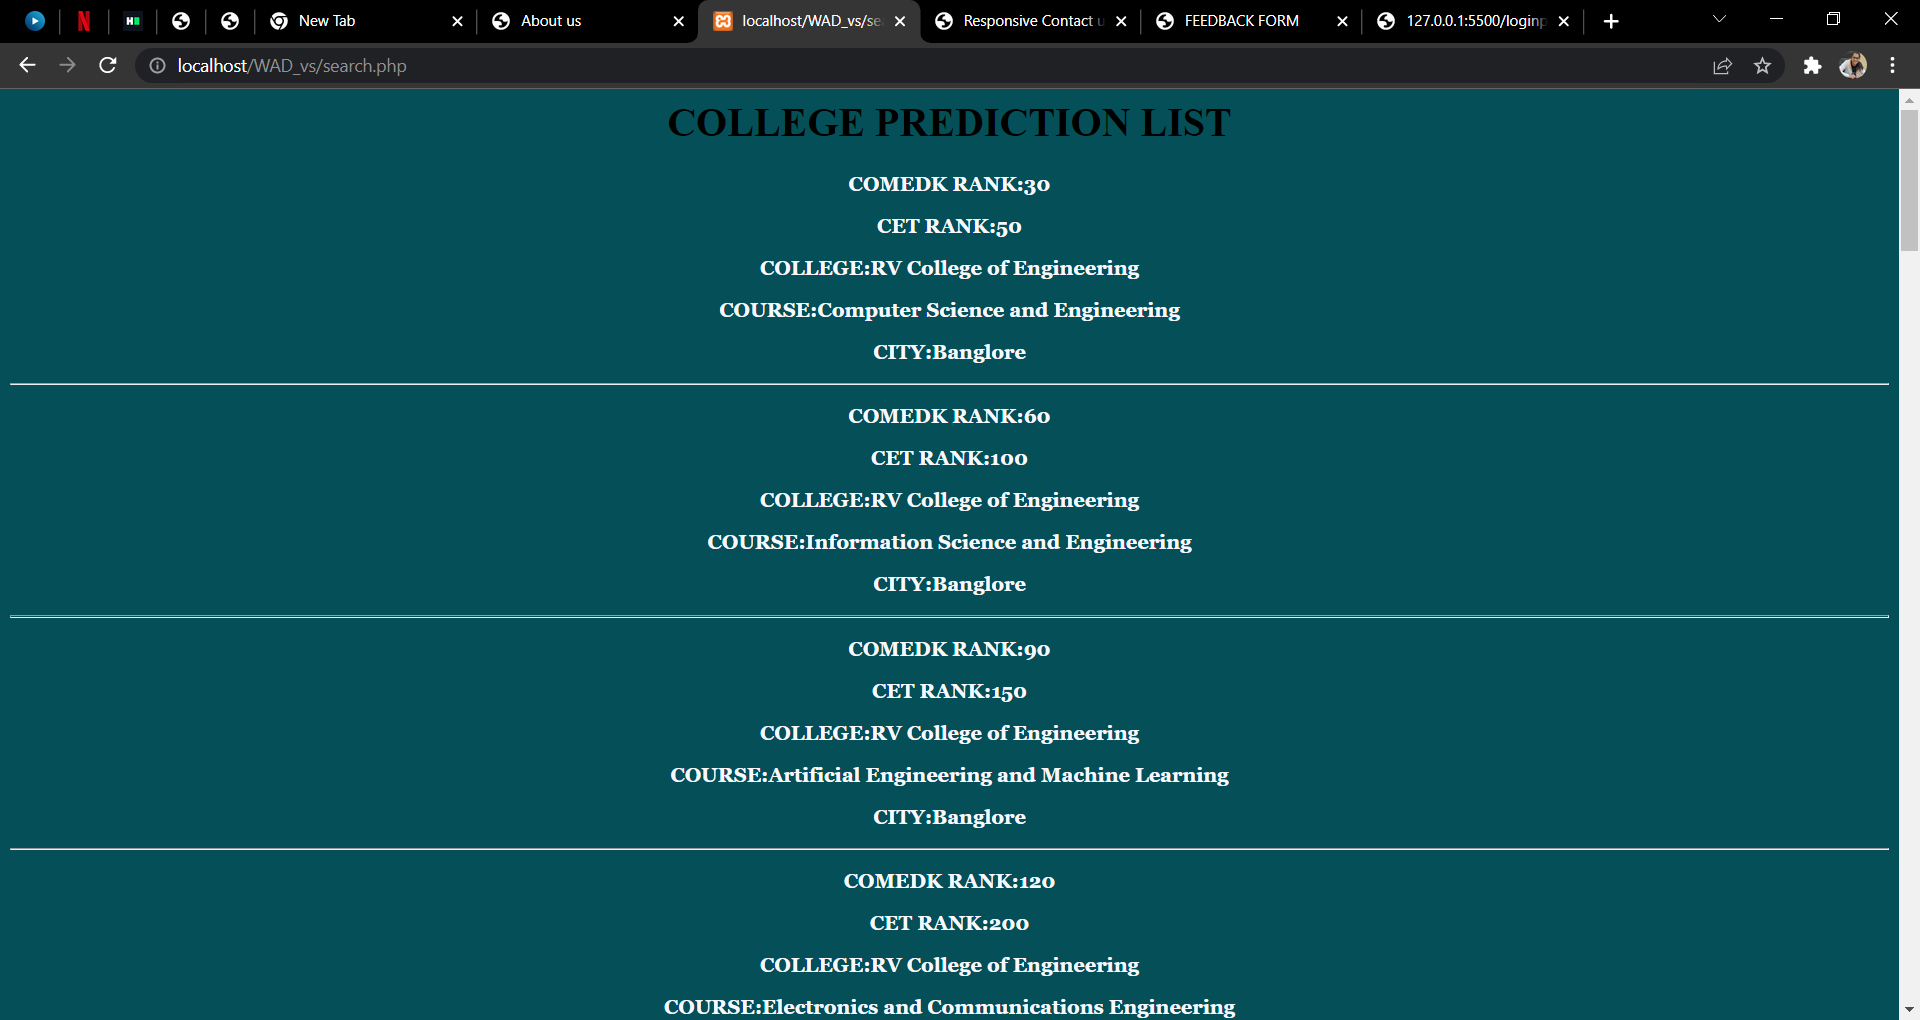 New Tab
About us
localhost/WAD_vs/se
Responsive Contact u
FEEDBACK FORM
127.0.0.1:5500/loginp
localhost/WAD_vs/search.php
COLLEGE PREDICTION LIST
COMEDK RANK:30
CET RANK:50
COLLEGE:RV College of Engineering
COURSE:Computer Science and Engineering
CITY:Banglore
COMEDK RANK:60
CET RANK:100
COLLEGE:RV College of Engineering
COURSE:Information Science and Engineering
CITY:Banglore
COMEDK RANK:90
CET RANK:150
COLLEGE:RV College of Engineering
COURSE:Artificial Engineering and Machine Learning
CITY:Banglore
COMEDK RANK:120
CET RANK:200
COLLEGE:RV College of Engineering
COURSE:Electronics and Communications Engineering